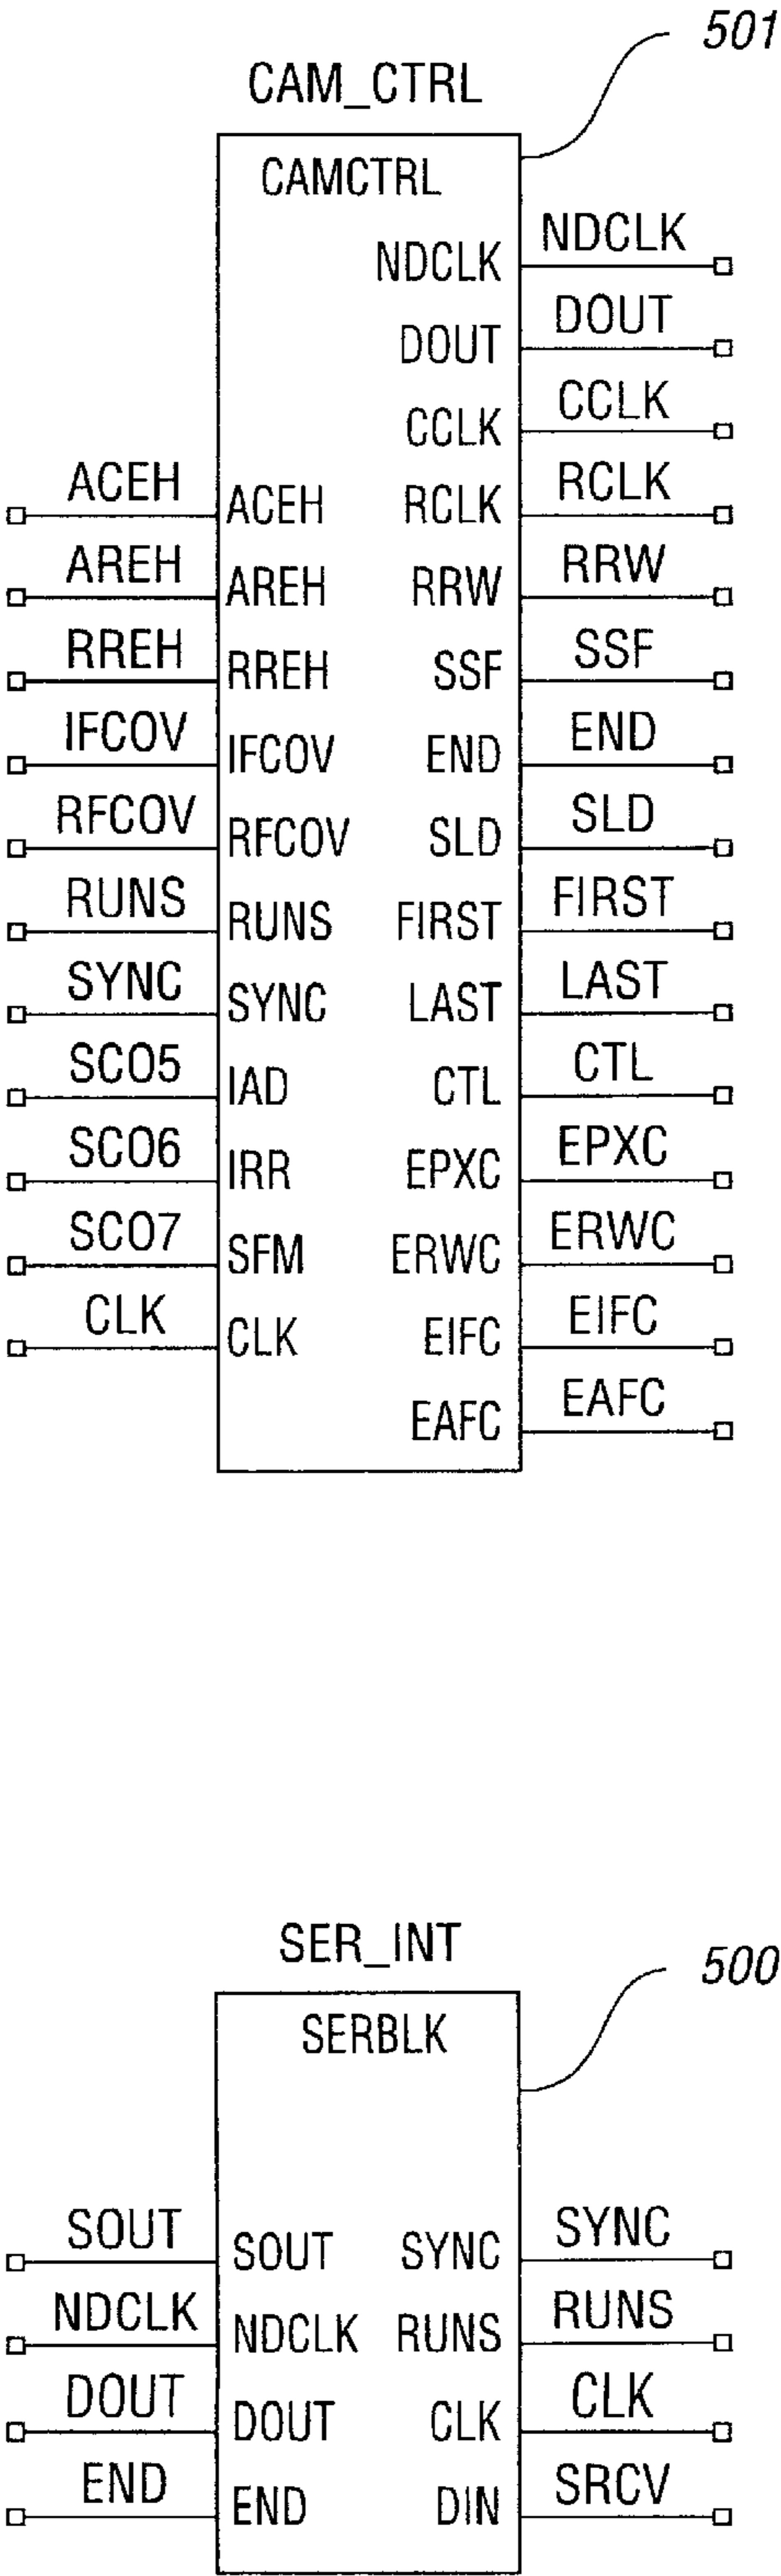 501
CAM_CTRL
CAMCTRL
NDCLK NDCLK
DOUT DOUT
CCLK CCLK
ACEH ACEH RCLK RCLK
AREH AREH RRW RRW
RREH RREH SSF SSF
IFCOV IFCOV END END
RFCOV RFCOV SLD SLD
RUNS RUNS FIRST FIRST
SYNC SYNC LAST LAST
SCO5 IAD CTL CTL
SCO6 IRR EPXC EPXC
SCO7 SFM ERWC ERWC
CLK CLK EIFC EIFC
EAFC EAFC
SER_INT
500
SERBLK
SOUT SOUT SYNC SYNC
NDCLK NDCLK RUNS RUNS
DOUT DOUT CLK CLK
END END DIN SRCV